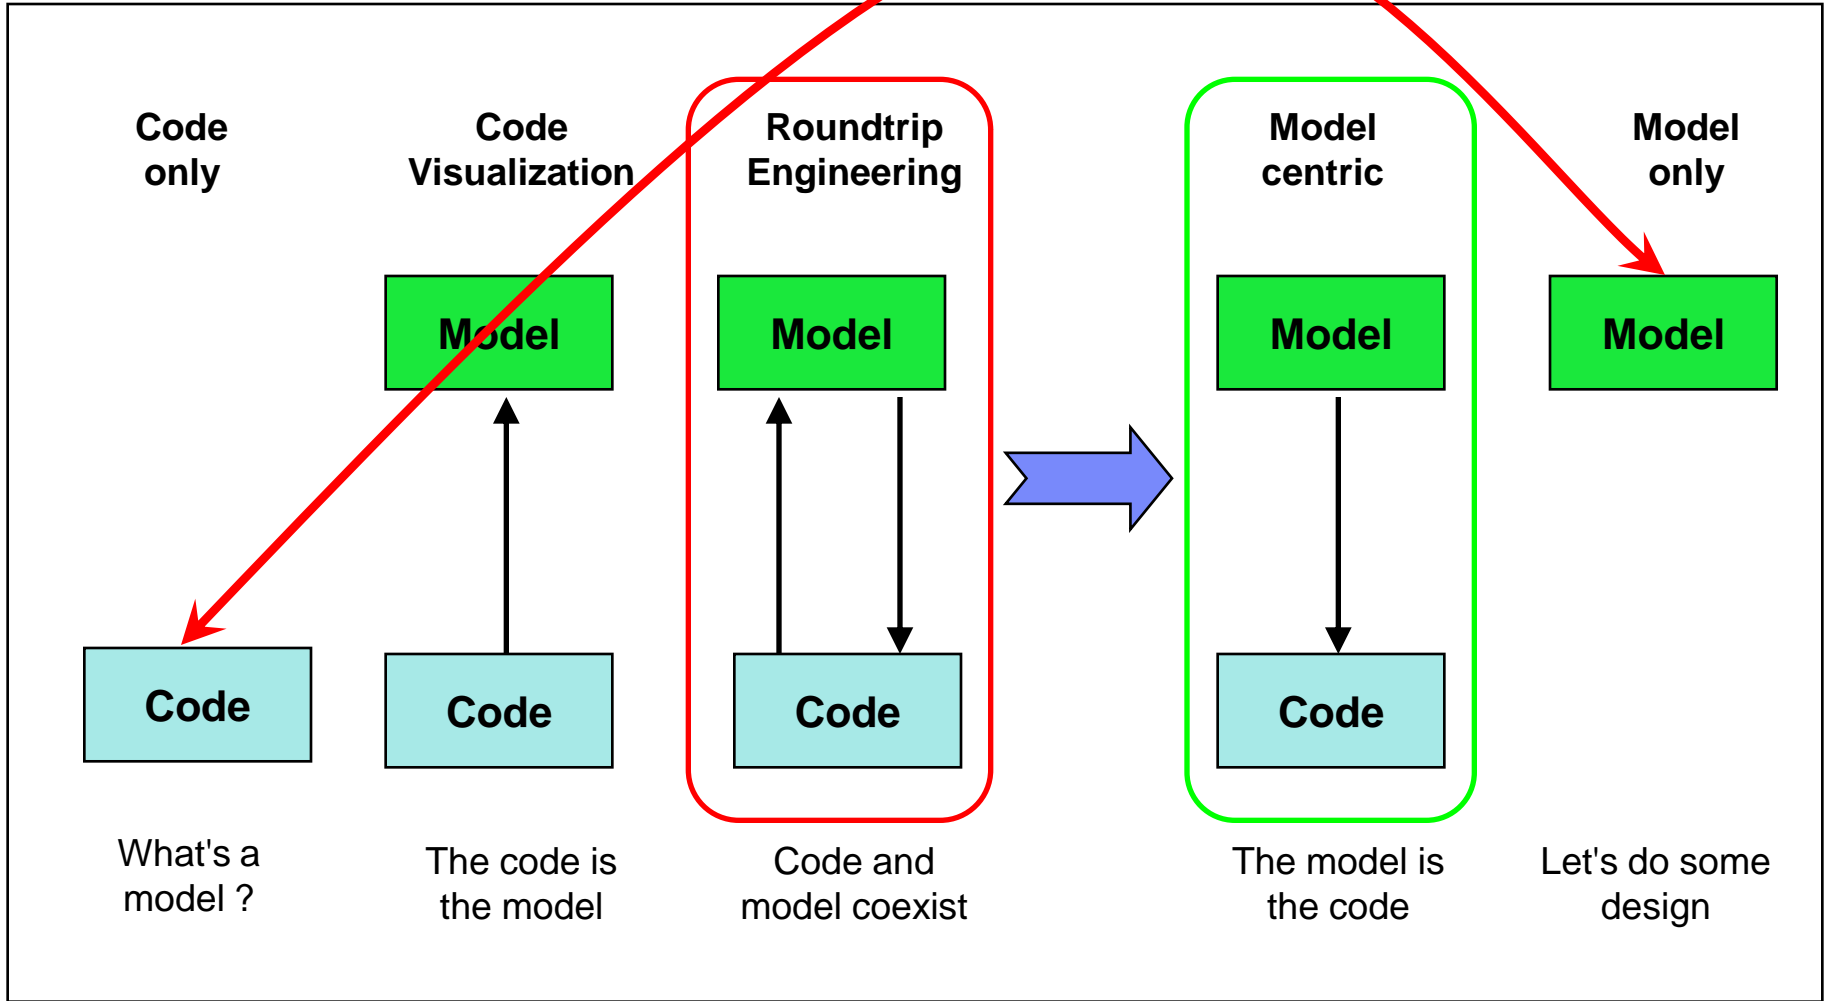 Code
only
Code
Visualization
Roundtrip
Engineering
Model
centric
Model
only
Model
Model
Model
Model
Code
Code
Code
Code
What's a
model ?
The code is
the model
Code and
model coexist
The model is
the code
Let's do some
design